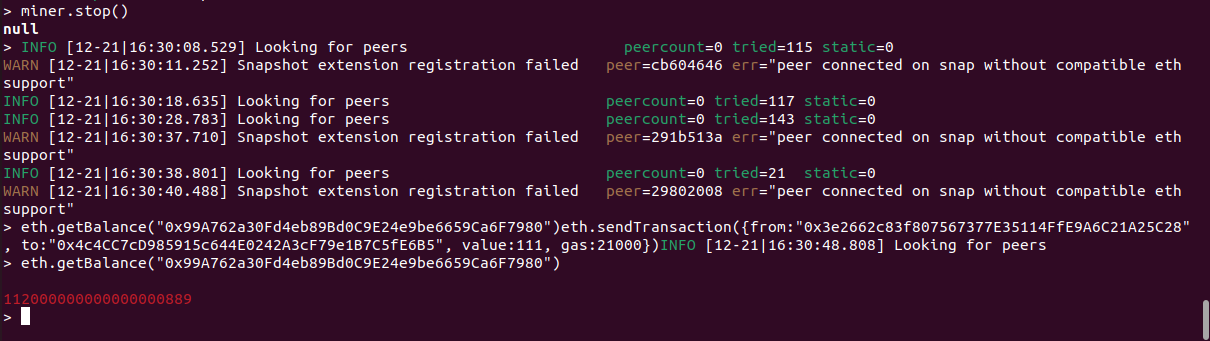 > miner.stop()
null
> INFO [12-21|16:30:08.529] Looking for peers peercount=0 tried=115 static=0
WARN [12-21|16:30:11.252] Snapshot extension registration failed peer=cb604646 err="peer connected on snap without compatible eth
support"
INFO [12-21|16:30:18.635] Looking for peers peercount=0 tried=117 static=0
INFO [12-21|16:30:28.783] Looking for peers peercount=0 tried=143 static=0
WARN [12-21|16:30:37.710] Snapshot extension registration failed peer=291b513a err="peer connected on snap without compatible eth
support"
INFO [12-21|16:30:38.801] Looking for peers peercount=0 tried=21 static=0
WARN [12-21|16:30:40.488] Snapshot extension registration failed peer=29802008 err="peer connected on snap without compatible eth
support"
> eth.getBalance("0x99A762a30Fd4eb89Bd0C9E24e9be6659Ca6F7980")eth.sendTransaction({from:"0x3e2662c83f807567377E35114FfE9A6C21A25C28"
, to:"0x4c4CC7cD985915c644E0242A3cF79e1B7C5fE6B5", value:111, gas:21000})INFO [12-21|16:30:48.808] Looking for peers
> eth.getBalance("0x99A762a30Fd4eb89Bd0C9E24e9be6659Ca6F7980")
112000000000000000889
>